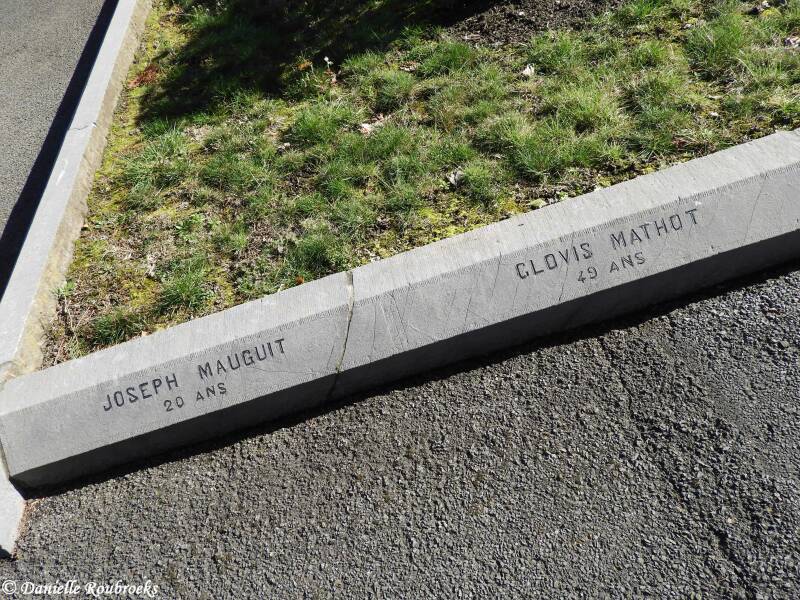 JOSEPH MAUGUIT
20 ANS
CLOVIS MATHOT
49 ANS
© Danielle Roubroeks